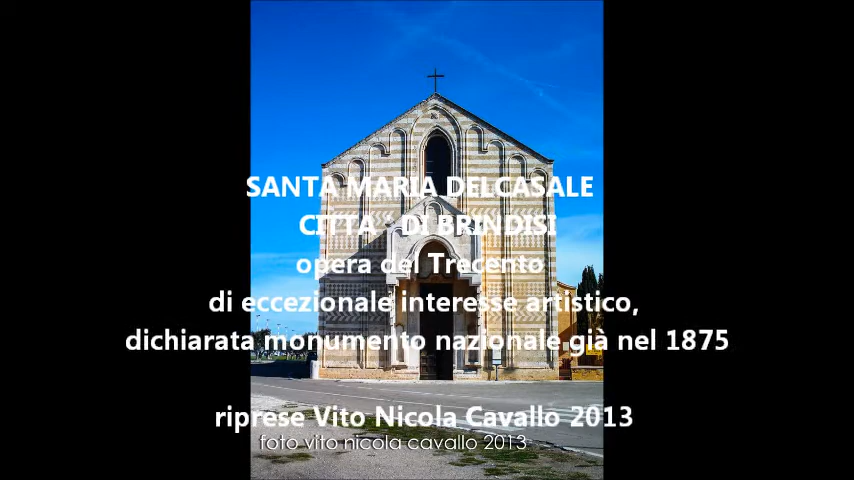 SANTA MARIA DELCASALE
CITTA' DI BRINDISI
opera del Trecento
di eccezionale interesse artistico,
dichiarata monumento nazionale già nel 1875
riprese Vito Nicola Cavallo 2013
foto vito nicola cavallo 2013